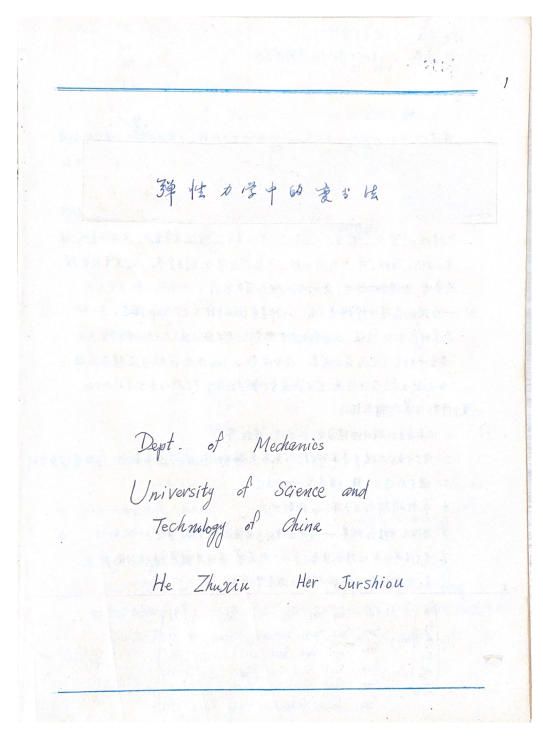 1
弹性力学中的变分法
Dept. of Mechanics
University of Science and
Technology of China
He Zhuxiu Her Jurshiou